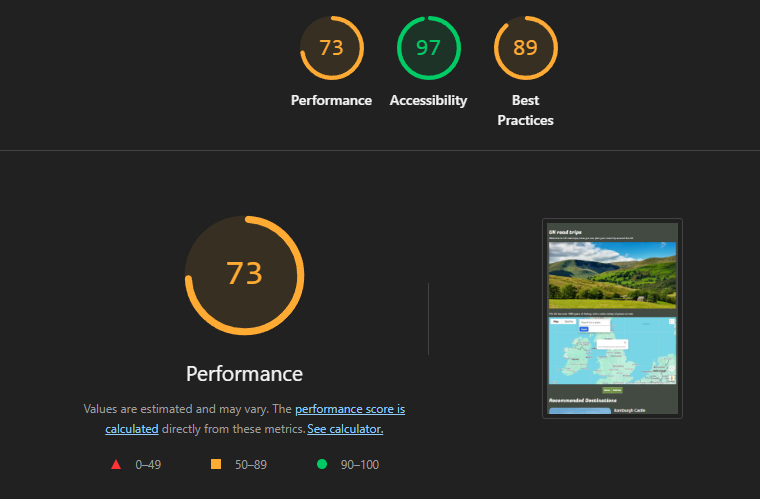 73
97
89
Performance
Accessibility
Best
Practices
73
Performance
Values are estimated and may vary. The performance score is
calculated directly from these metrics. See calculator.
0–49
50–89
90–100
UK road trips
Recommended Destinations
Bamburgh Castle